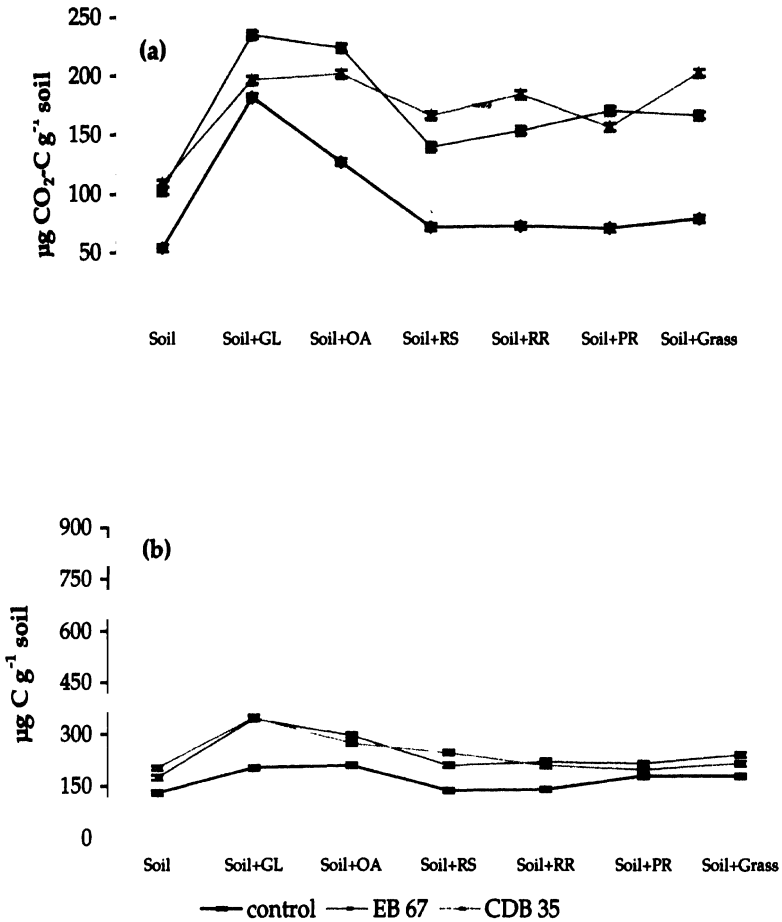 250
(a)
200
150
100
50
µg CO₂-C g⁻¹ soil
Soil Soil+GL Soil+OA Soil+RS Soil+RR Soil+PR Soil+Grass
900
(b)
750
600
450
300
150
0
µg C g⁻¹ soil
Soil Soil+GL Soil+OA Soil+RS Soil+RR Soil+PR Soil+Grass
control EB 67 CDB 35